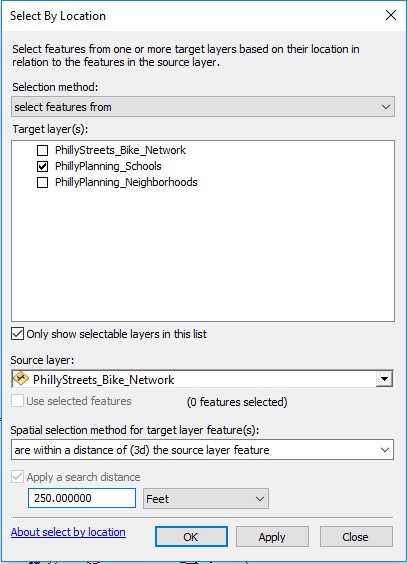 Select By Location
Select features from one or more target layers based on their location in
relation to the features in the source layer.
Selection method:
select features from
Target layer(s):
PhillyStreets_Bike_Network
PhillyPlanning_Schools
PhillyPlanning_Neighborhoods
Only show selectable layers in this list
Source layer:
PhillyStreets_Bike_Network
Use selected features (0 features selected)
Spatial selection method for target layer feature(s):
are within a distance of (3d) the source layer feature
Apply a search distance
250.000000 Feet
About select by location OK Apply Close